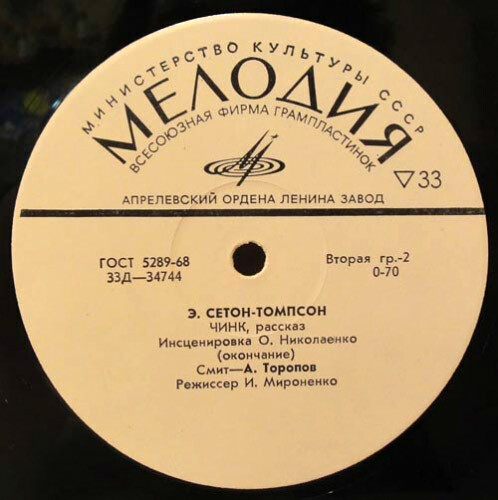 МИНИСТЕРСТВО КУЛЬТУРЫ СССР
МЕЛОДИЯ
ВСЕСОЮЗНАЯ ФИРМА ГРАМПЛАСТИНОК
▽33
АПРЕЛЕВСКИЙ ОРДЕНА ЛЕНИНА ЗАВОД
ГОСТ 5289-68
33Д—34744
Вторая гр.-2
0-70
Э. СЕТОН-ТОМПСОН
ЧИНК, рассказ
Инсценировка О. Николаенко
(окончание)
Смит—А. Торопов
Режиссер И. Мироненко